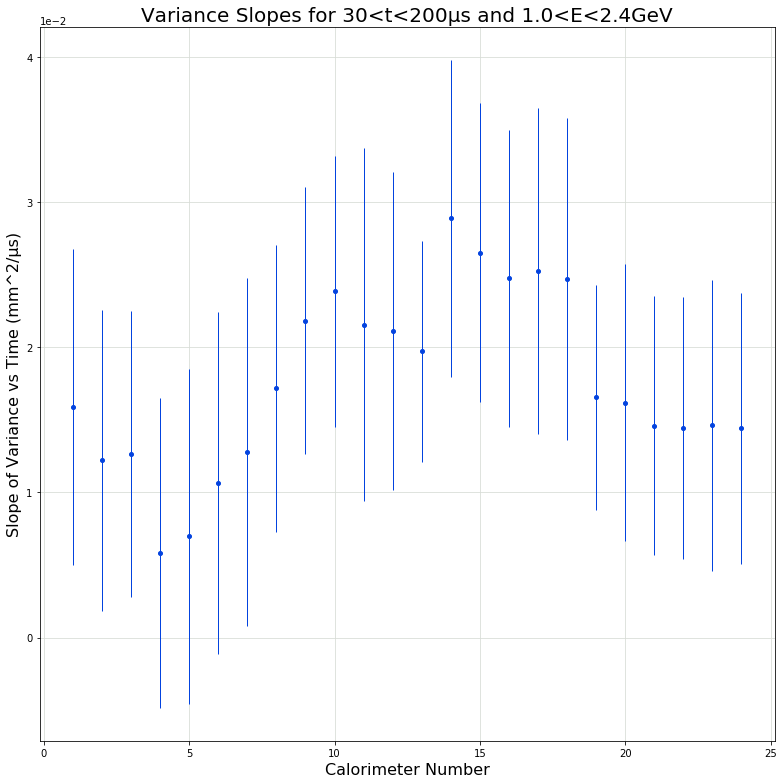 Variance Slopes for 30<t<200μs and 1.0<E<2.4GeV
1e−2
4
3
2
1
0
Slope of Variance vs Time (mm^2/μs)
0 5 10 15 20 25
Calorimeter Number